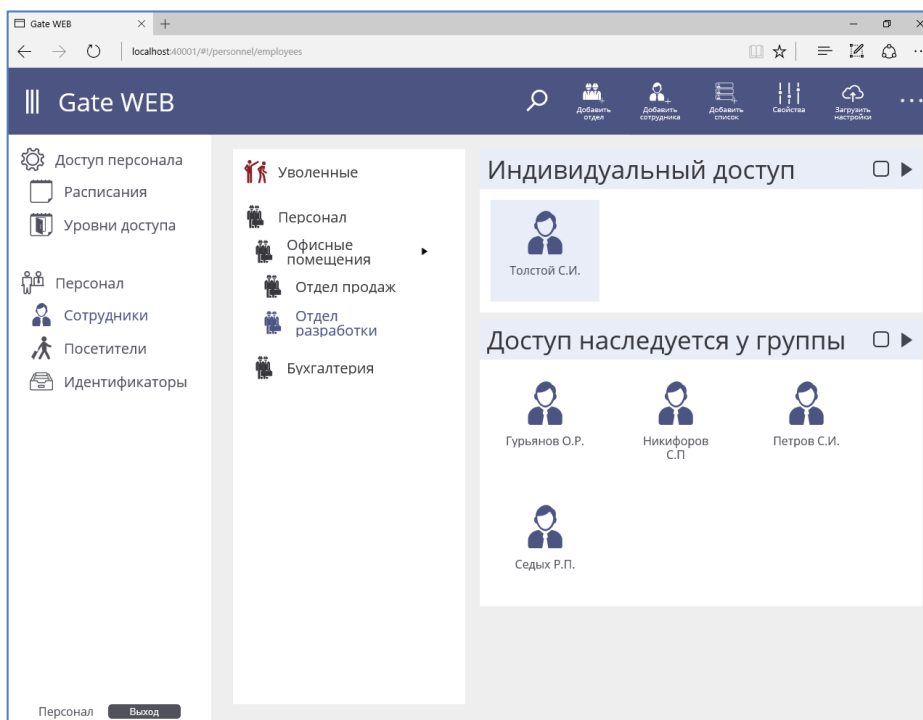 Gate WEB
localhost:40001/#!/personnel/employees
Gate WEB
Добавить
отдел
Добавить
сотрудника
Добавить
список
Свойства
Загрузить
настройки
Доступ персонала
Расписания
Уровни доступа
Персонал
Сотрудники
Посетители
Идентификаторы
Персонал
Выход
Уволенные
Персонал
Офисные
помещения
Отдел продаж
Отдел
разработки
Бухгалтерия
Индивидуальный доступ
Толстой С.И.
Доступ наследуется у группы
Гурьянов О.Р.
Никифоров
С.П
Петров С.И.
Седых Р.П.